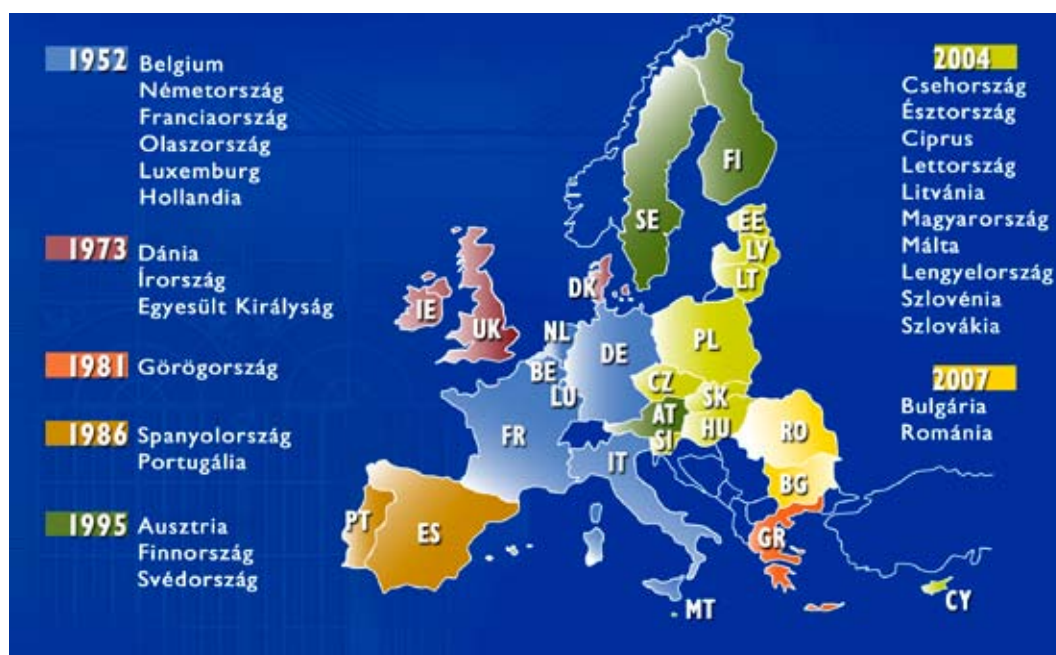 1952 Belgium
Németország
Franciaország
Olaszország
Luxemburg
Hollandia
1973 Dánia
Írország
Egyesült Királyság
1981 Görögország
1986 Spanyolország
Portugália
1995 Ausztria
Finnország
Svédország
2004
Csehország
Észtország
Ciprus
Lettország
Litvánia
Magyarország
Málta
Lengyelország
Szlovénia
Szlovákia
2007
Bulgária
Románia
FI
SE
EE
LV
LT
DK
IE
UK
NL
DE
PL
BE
CZ
LU
SK
AT
FR
SI
HU
RO
IT
BG
PT
ES
GR
MT
CY